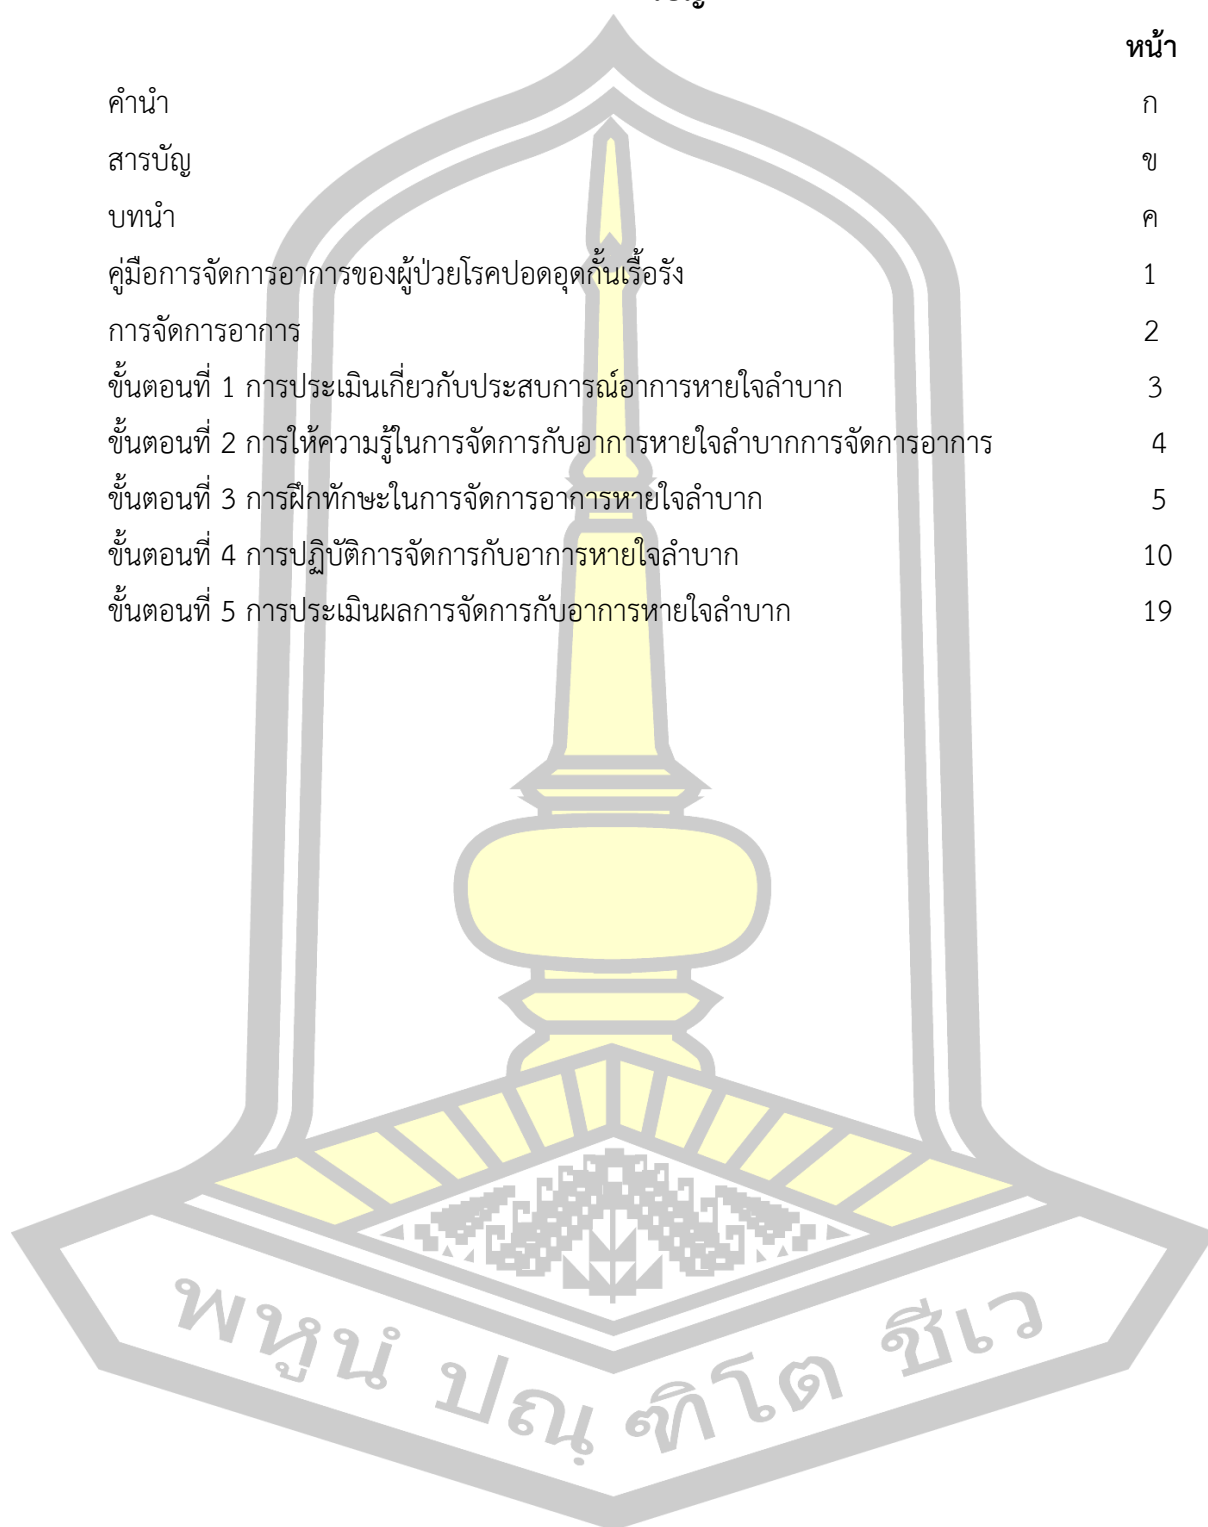 หน้า
คำนำ ก
สารบัญ ข
บทนำ ค
คู่มือการจัดการอาการของผู้ป่วยโรคปอดอุดกั้นเรื้อรัง 1
การจัดการอาการ 2
ขั้นตอนที่ 1 การประเมินเกี่ยวกับประสบการณ์อาการหายใจลำบาก 3
ขั้นตอนที่ 2 การให้ความรู้ในการจัดการกับอาการหายใจลำบากการจัดการอาการ 4
ขั้นตอนที่ 3 การฝึกทักษะในการจัดการอาการหายใจลำบาก 5
ขั้นตอนที่ 4 การปฏิบัติการจัดการกับอาการหายใจลำบาก 10
ขั้นตอนที่ 5 การประเมินผลการจัดการกับอาการหายใจลำบาก 19
พหูนํ ปณฺฑิโต ชีเว